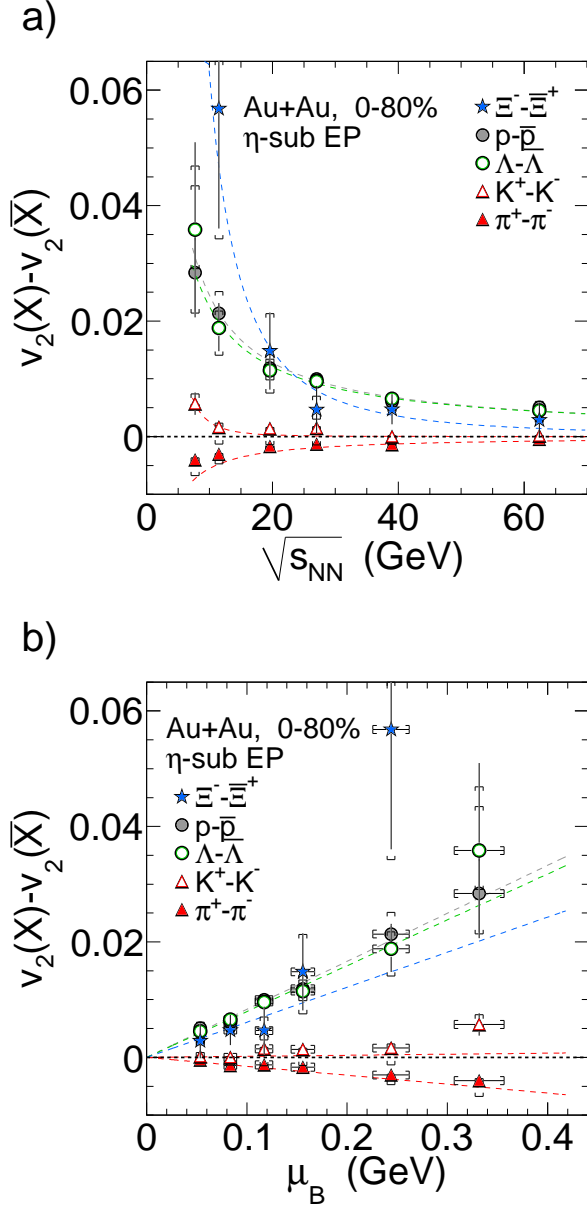 a)
0.06
0.04
0.02
0
v₂(X)-v₂(X̅)
Au+Au, 0-80%
η-sub EP
Ξ⁻-Ξ̅⁺
p-p̅
Λ-Λ̅
K⁺-K⁻
π⁺-π⁻
0 20 40 60
√s_NN (GeV)
b)
0.06
0.04
0.02
0
v₂(X)-v₂(X̅)
Au+Au, 0-80%
η-sub EP
Ξ⁻-Ξ̅⁺
p-p̅
Λ-Λ̅
K⁺-K⁻
π⁺-π⁻
0 0.1 0.2 0.3 0.4
μ_B (GeV)